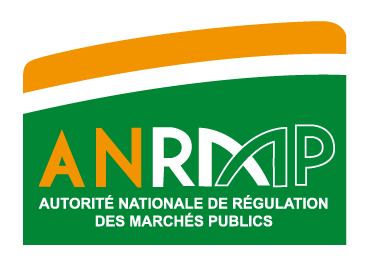 ANRMP
AUTORITÉ NATIONALE DE RÉGULATION
DES MARCHÉS PUBLICS